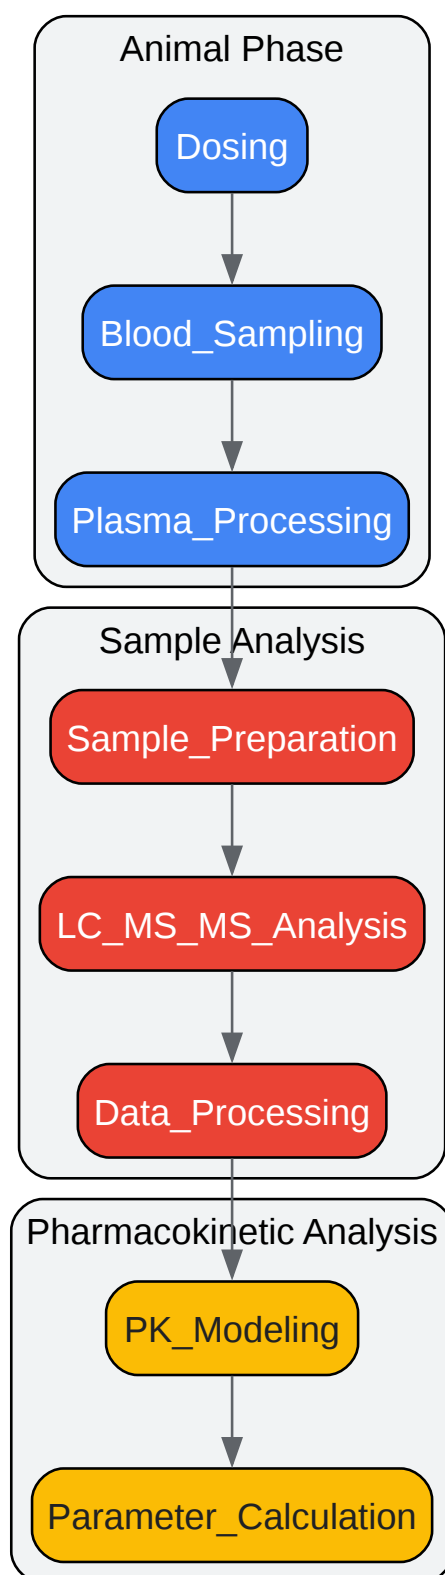 Animal Phase
Dosing
Blood_Sampling
Plasma_Processing
Sample Analysis
Sample_Preparation
LC_MS_MS_Analysis
Data_Processing
Pharmacokinetic Analysis
PK_Modeling
Parameter_Calculation